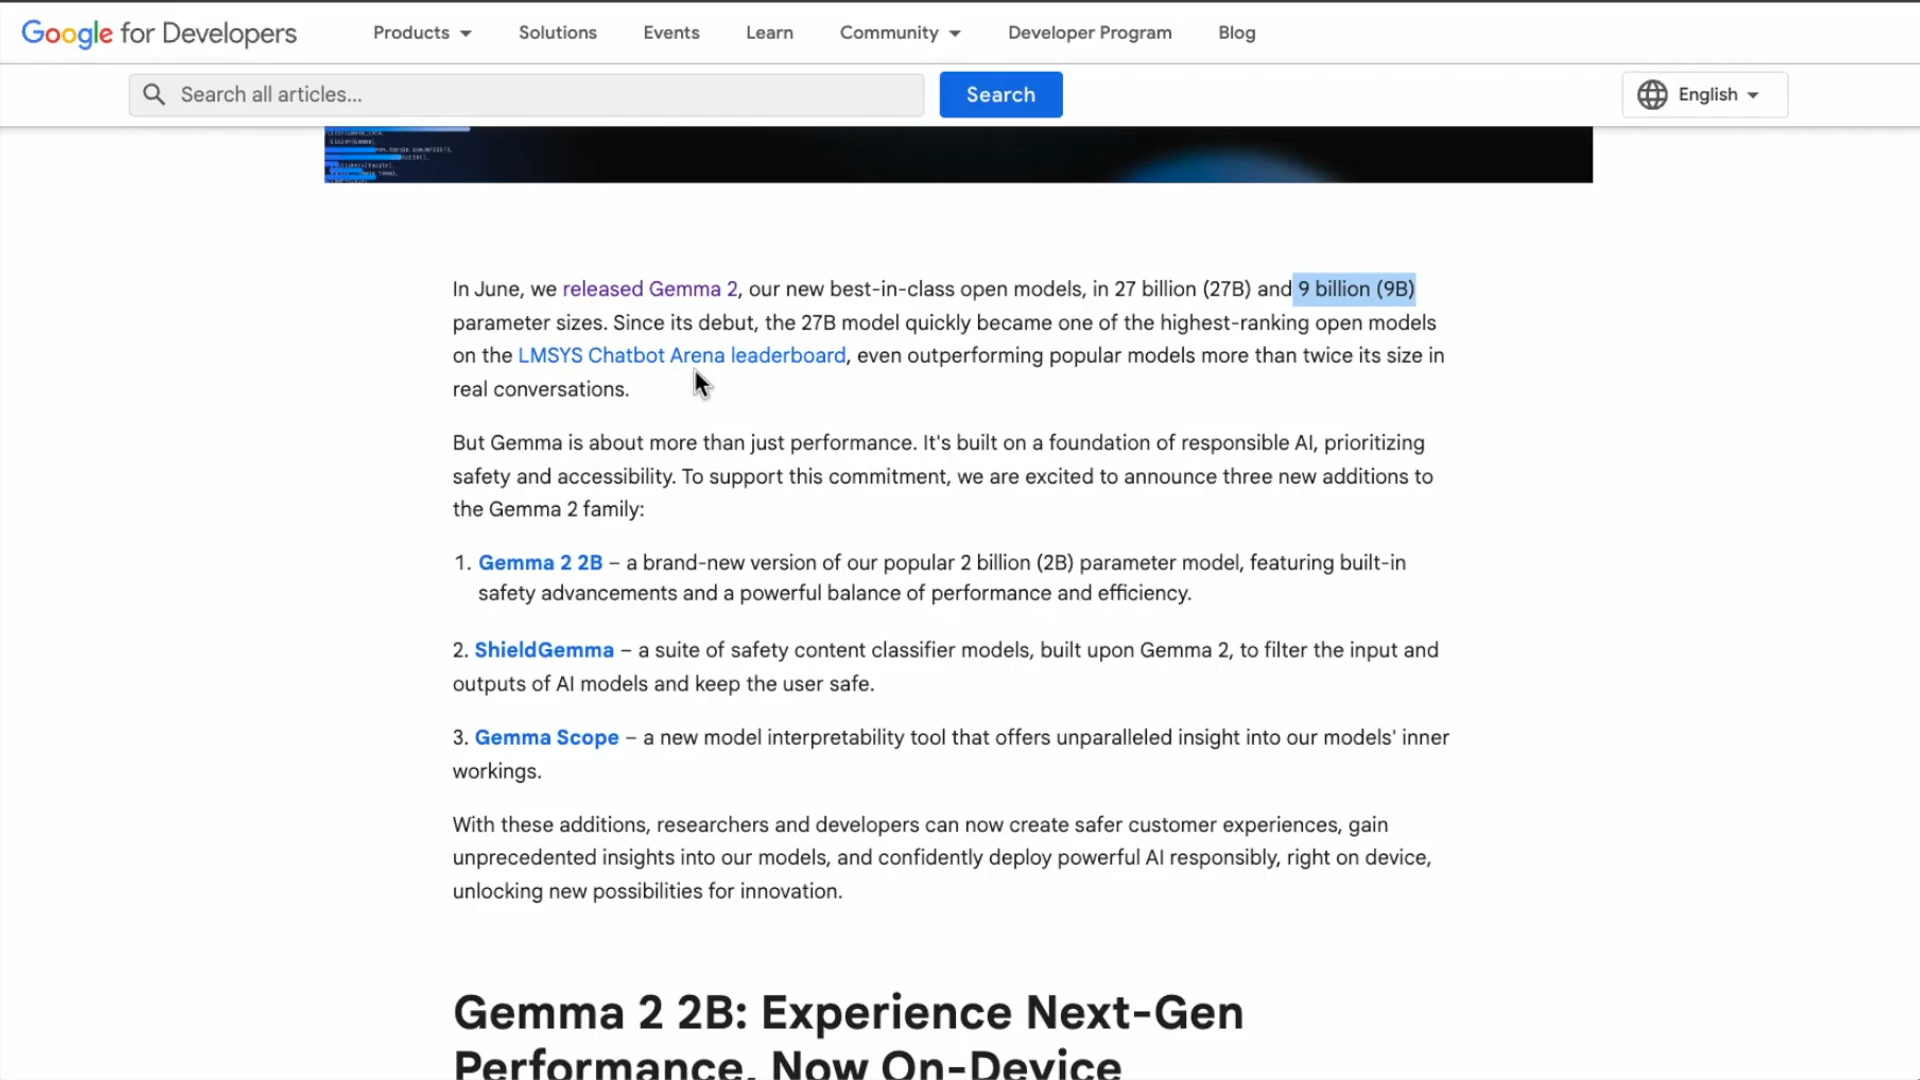 Google for Developers
Products
Solutions
Events
Learn
Community
Developer Program
Blog
Search all articles...
Search
English
In June, we released Gemma 2, our new best-in-class open models, in 27 billion (27B) and 9 billion (9B)
parameter sizes. Since its debut, the 27B model quickly became one of the highest-ranking open models
on the LMSYS Chatbot Arena leaderboard, even outperforming popular models more than twice its size in
real conversations.
But Gemma is about more than just performance. It's built on a foundation of responsible AI, prioritizing
safety and accessibility. To support this commitment, we are excited to announce three new additions to
the Gemma 2 family:
1. Gemma 2 2B – a brand-new version of our popular 2 billion (2B) parameter model, featuring built-in
safety advancements and a powerful balance of performance and efficiency.
2. ShieldGemma – a suite of safety content classifier models, built upon Gemma 2, to filter the input and
outputs of AI models and keep the user safe.
3. Gemma Scope – a new model interpretability tool that offers unparalleled insight into our models' inner
workings.
With these additions, researchers and developers can now create safer customer experiences, gain
unprecedented insights into our models, and confidently deploy powerful AI responsibly, right on device,
unlocking new possibilities for innovation.
Gemma 2 2B: Experience Next-Gen
Performance, Now On-Device